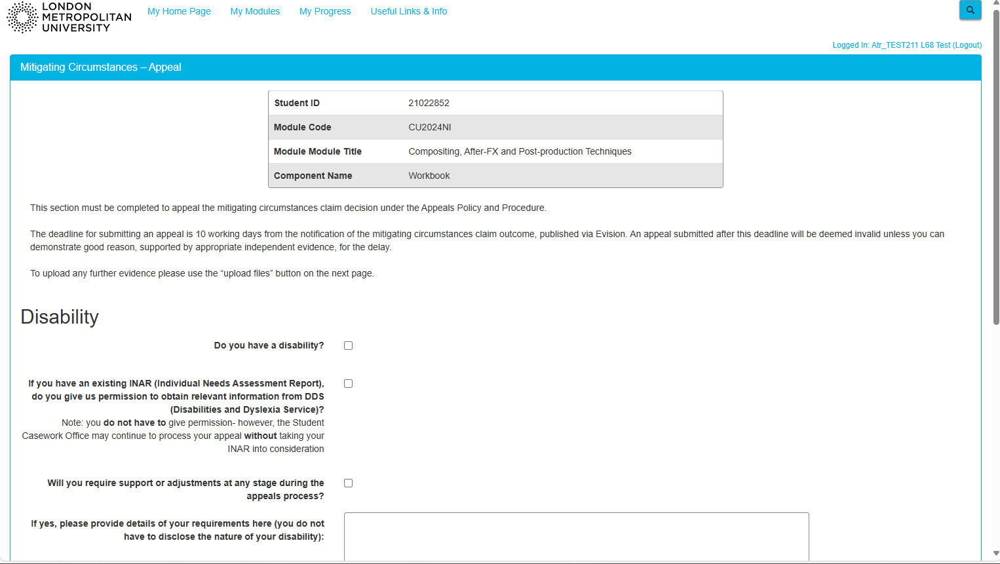 LONDON
METROPOLITAN
UNIVERSITY
My Home Page My Modules My Progress Useful Links & Info
Logged In: Atr_TEST211 L68 Test (Logout)
Mitigating Circumstances – Appeal
Student ID 21022852
Module Code CU2024NI
Module Module Title Compositing, After-FX and Post-production Techniques
Component Name Workbook
This section must be completed to appeal the mitigating circumstances claim decision under the Appeals Policy and Procedure.
The deadline for submitting an appeal is 10 working days from the notification of the mitigating circumstances claim outcome, published via Evision. An appeal submitted after this deadline will be deemed invalid unless you can
demonstrate good reason, supported by appropriate independent evidence, for the delay.
To upload any further evidence please use the “upload files” button on the next page.
Disability
Do you have a disability?
If you have an existing INAR (Individual Needs Assessment Report),
do you give us permission to obtain relevant information from DDS
(Disabilities and Dyslexia Service)?
Note: you do not have to give permission- however, the Student
Casework Office may continue to process your appeal without taking your
INAR into consideration
Will you require support or adjustments at any stage during the
appeals process?
If yes, please provide details of your requirements here (you do not
have to disclose the nature of your disability):